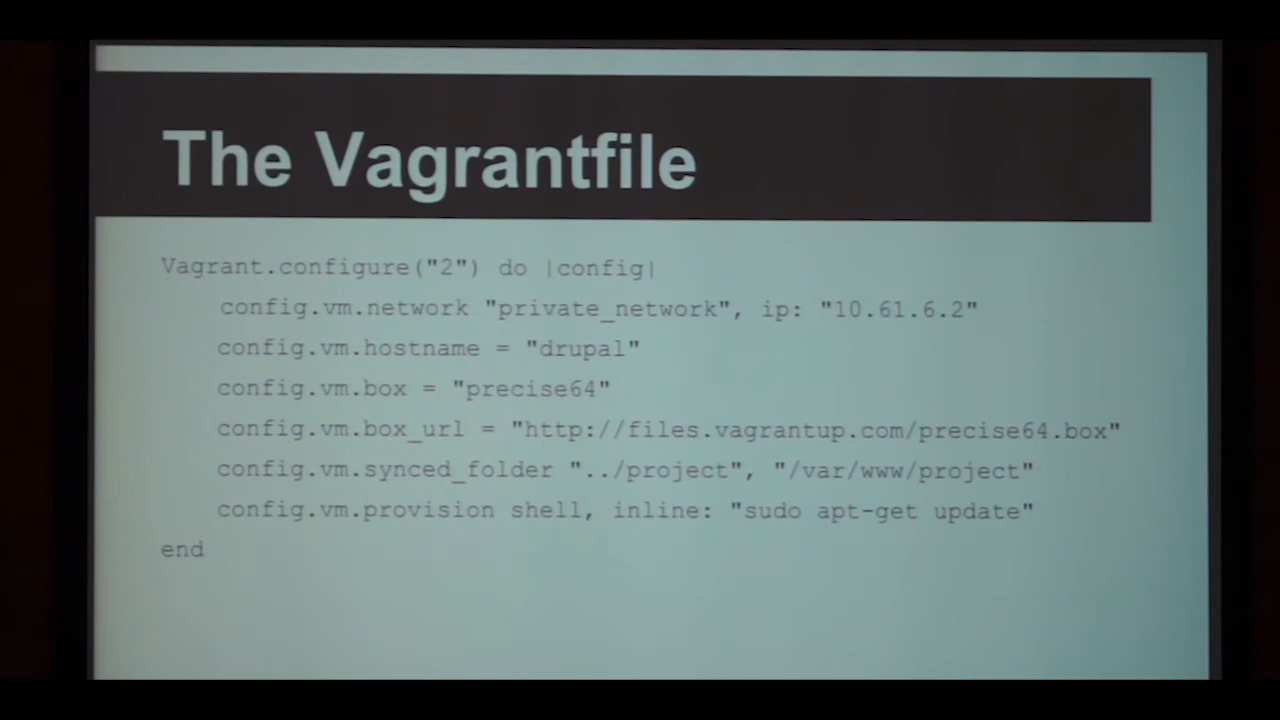 The Vagrantfile
Vagrant.configure("2") do |config|
config.vm.network "private_network", ip: "10.61.6.2"
config.vm.hostname = "drupal"
config.vm.box = "precise64"
config.vm.box_url = "http://files.vagrantup.com/precise64.box"
config.vm.synced_folder "../project", "/var/www/project"
config.vm.provision shell, inline: "sudo apt-get update"
end